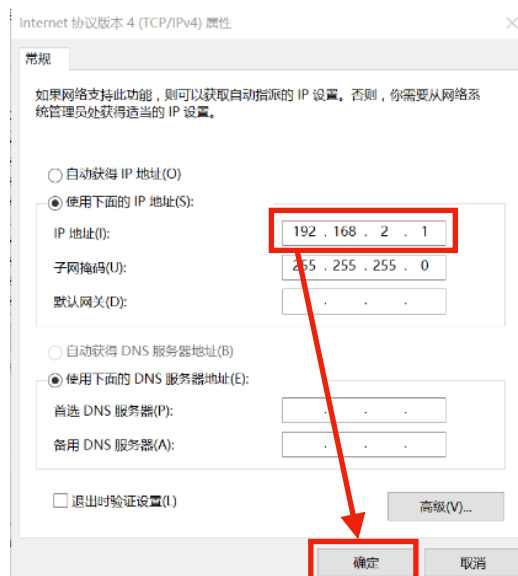 Internet 协议版本 4 (TCP/IPv4) 属性
常规
如果网络支持此功能，则可以获取自动指派的 IP 设置。否则，你需要从网络系
统管理员处获得适当的 IP 设置。
自动获得 IP 地址(O)
使用下面的 IP 地址(S):
IP 地址(I): 192 . 168 . 2 . 1
子网掩码(U): 255 . 255 . 255 . 0
默认网关(D): . . .
自动获得 DNS 服务器地址(B)
使用下面的 DNS 服务器地址(E):
首选 DNS 服务器(P): . . .
备用 DNS 服务器(A): . . .
退出时验证设置(L)
高级(V)...
确定 取消